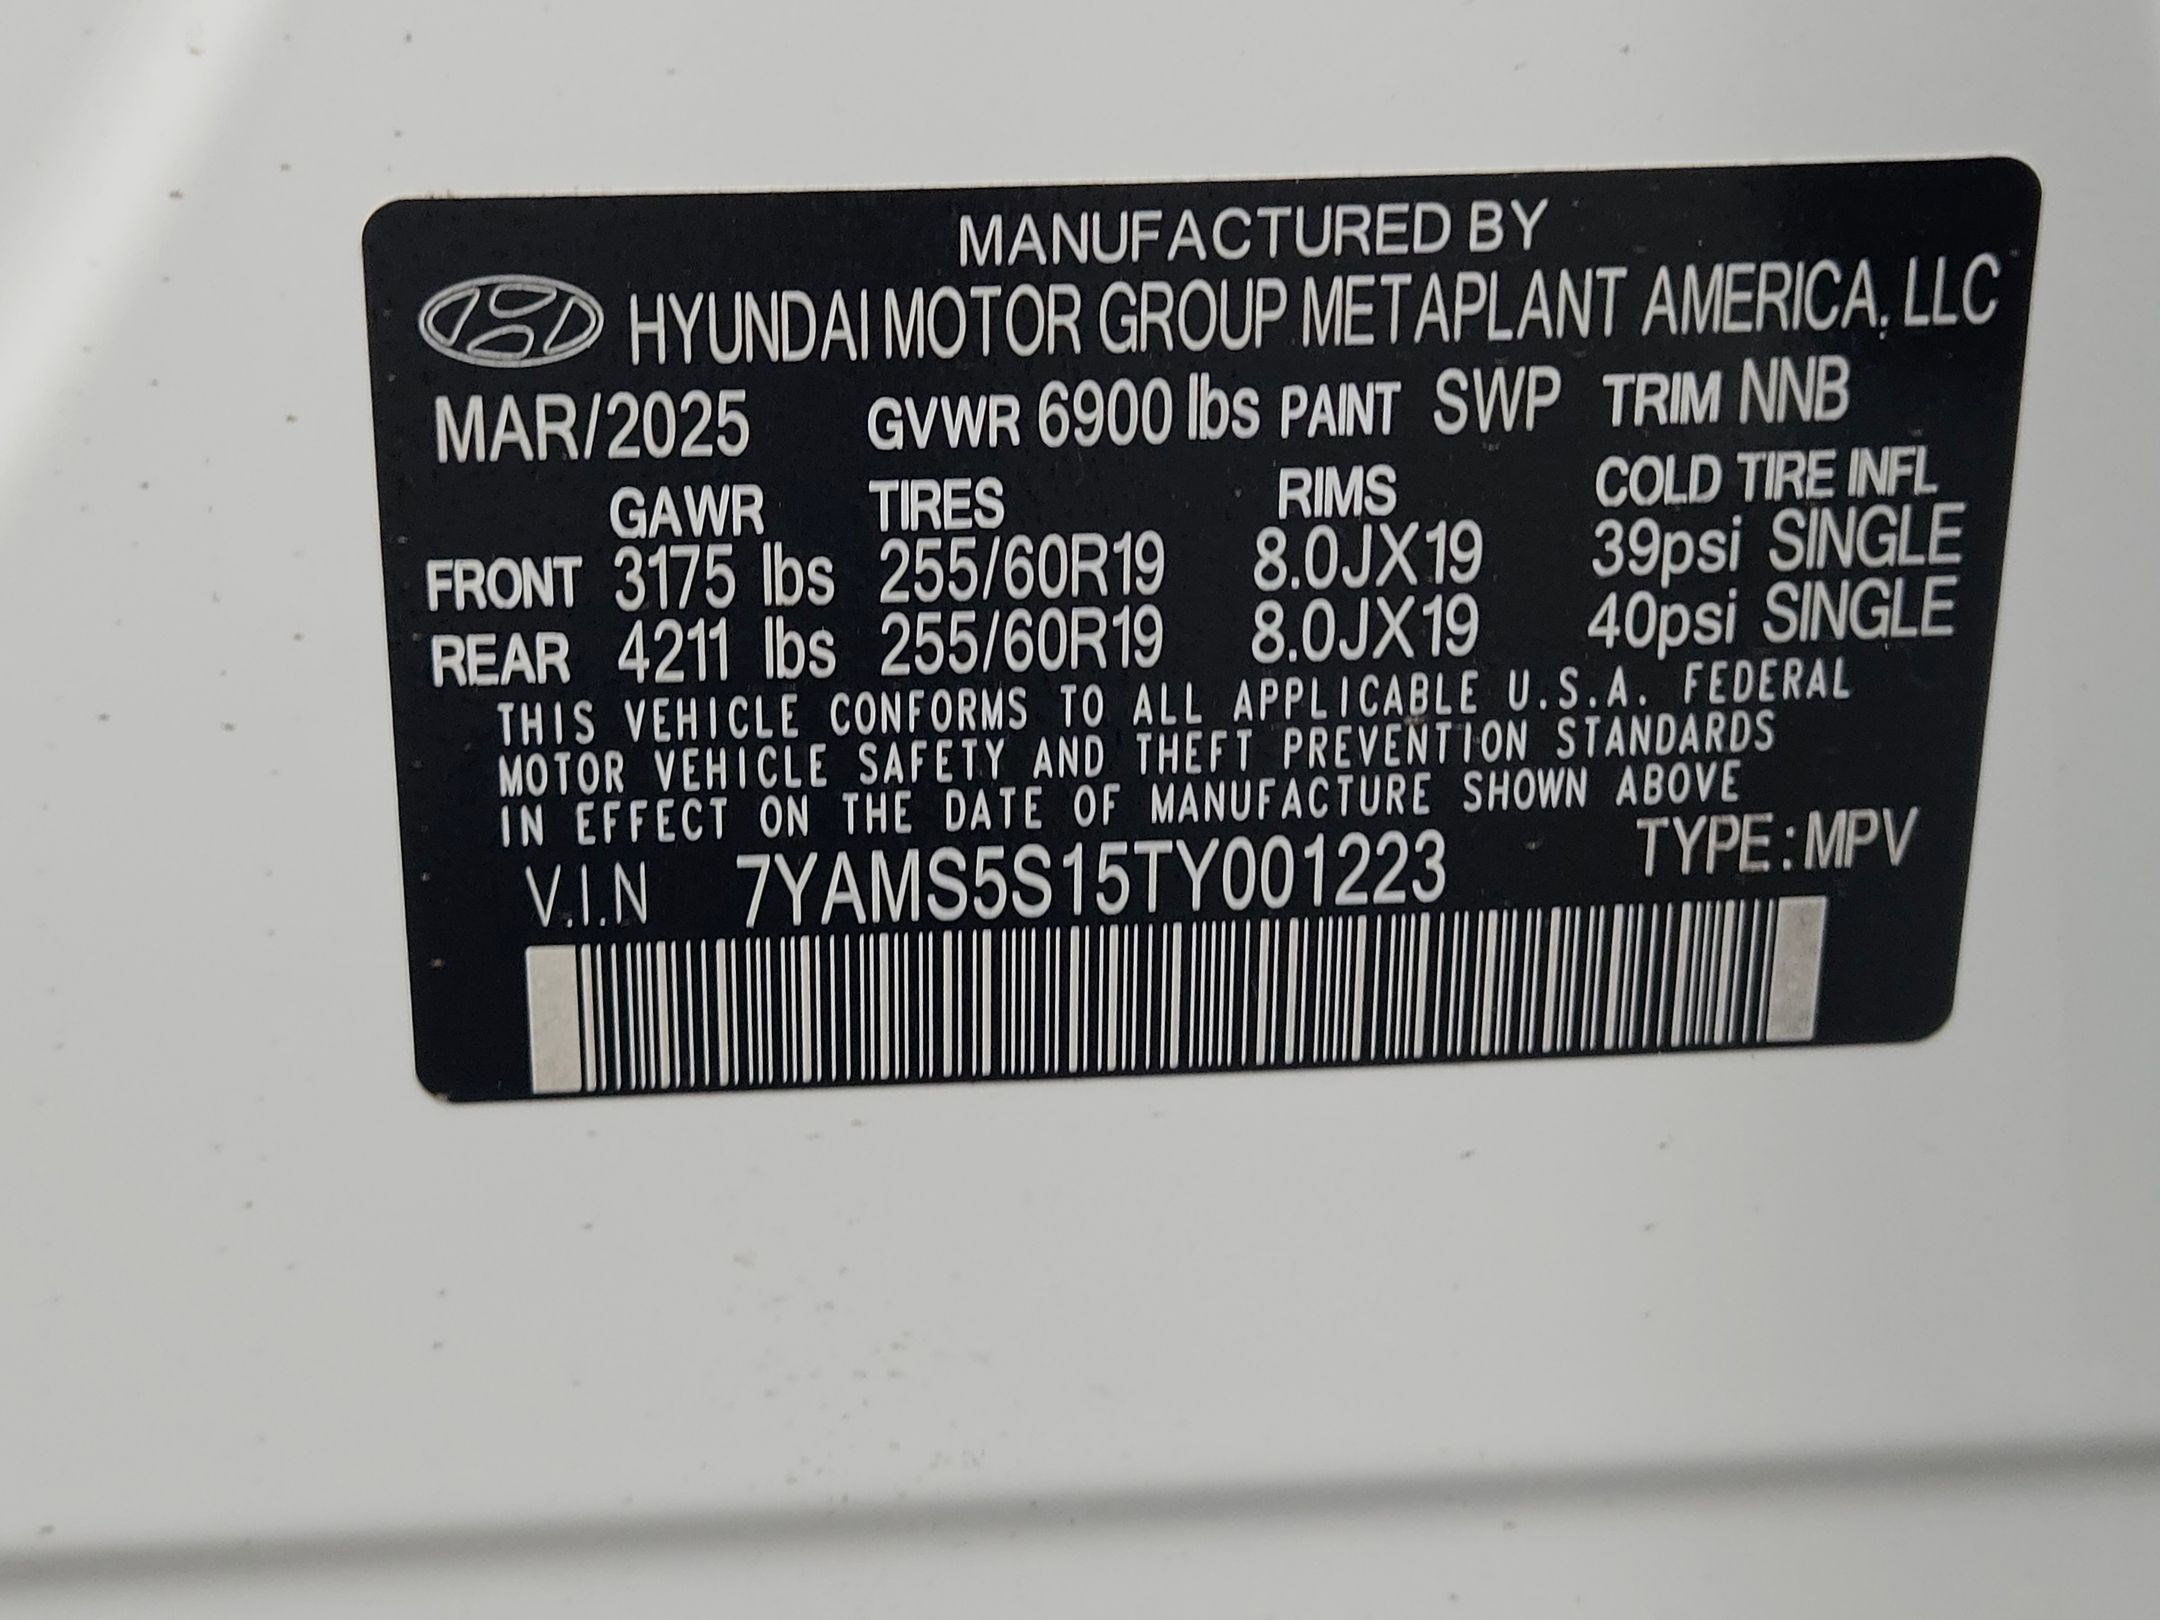 MANUFACTURED BY
HYUNDAI MOTOR GROUP METAPLANT AMERICA, LLC
MAR/2025 GVWR 6900 lbs PAINT SWP TRIM NNB
GAWR TIRES RIMS COLD TIRE INFL
FRONT 3175 lbs 255/60R19 8.0JX19 39psi SINGLE
REAR 4211 lbs 255/60R19 8.0JX19 40psi SINGLE
THIS VEHICLE CONFORMS TO ALL APPLICABLE U.S.A. FEDERAL
MOTOR VEHICLE SAFETY AND THEFT PREVENTION STANDARDS
IN EFFECT ON THE DATE OF MANUFACTURE SHOWN ABOVE
V.I.N 7YAMS5S15TY001223 TYPE:MPV